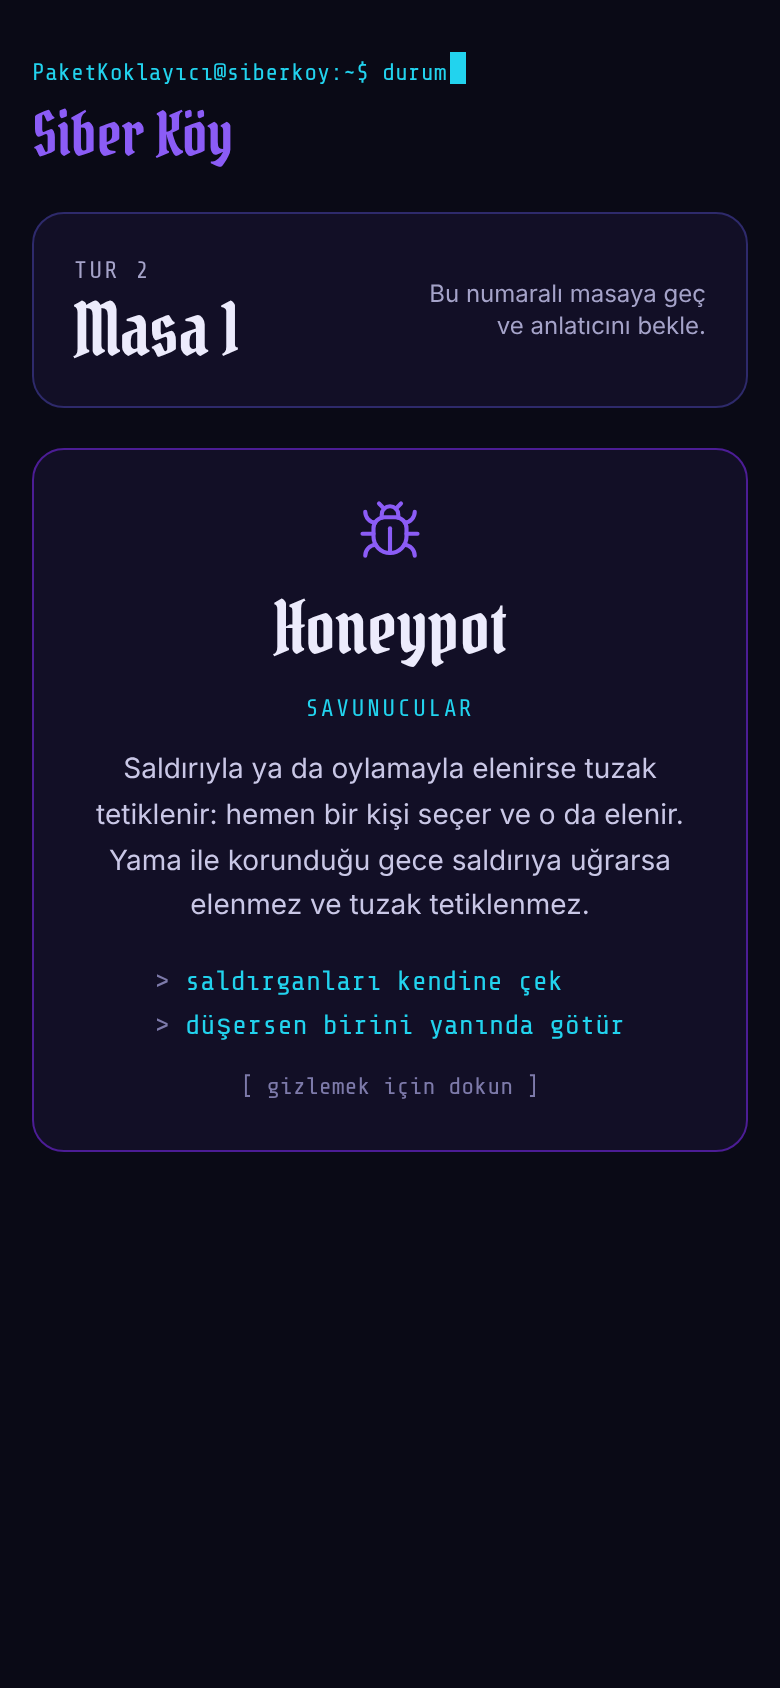 PaketKoklayıcı@siberkoy:~$ durum
Siber Köy
TUR 2
Masa 1
Bu numaralı masaya geç
ve anlatıcını bekle.
Honeypot
SAVUNUCULAR
Saldırıyla ya da oylamayla elenirse tuzak
tetiklenir: hemen bir kişi seçer ve o da elenir.
Yama ile korunduğu gece saldırıya uğrarsa
elenmez ve tuzak tetiklenmez.
> saldırganları kendine çek
> düşersen birini yanında götür
[ gizlemek için dokun ]